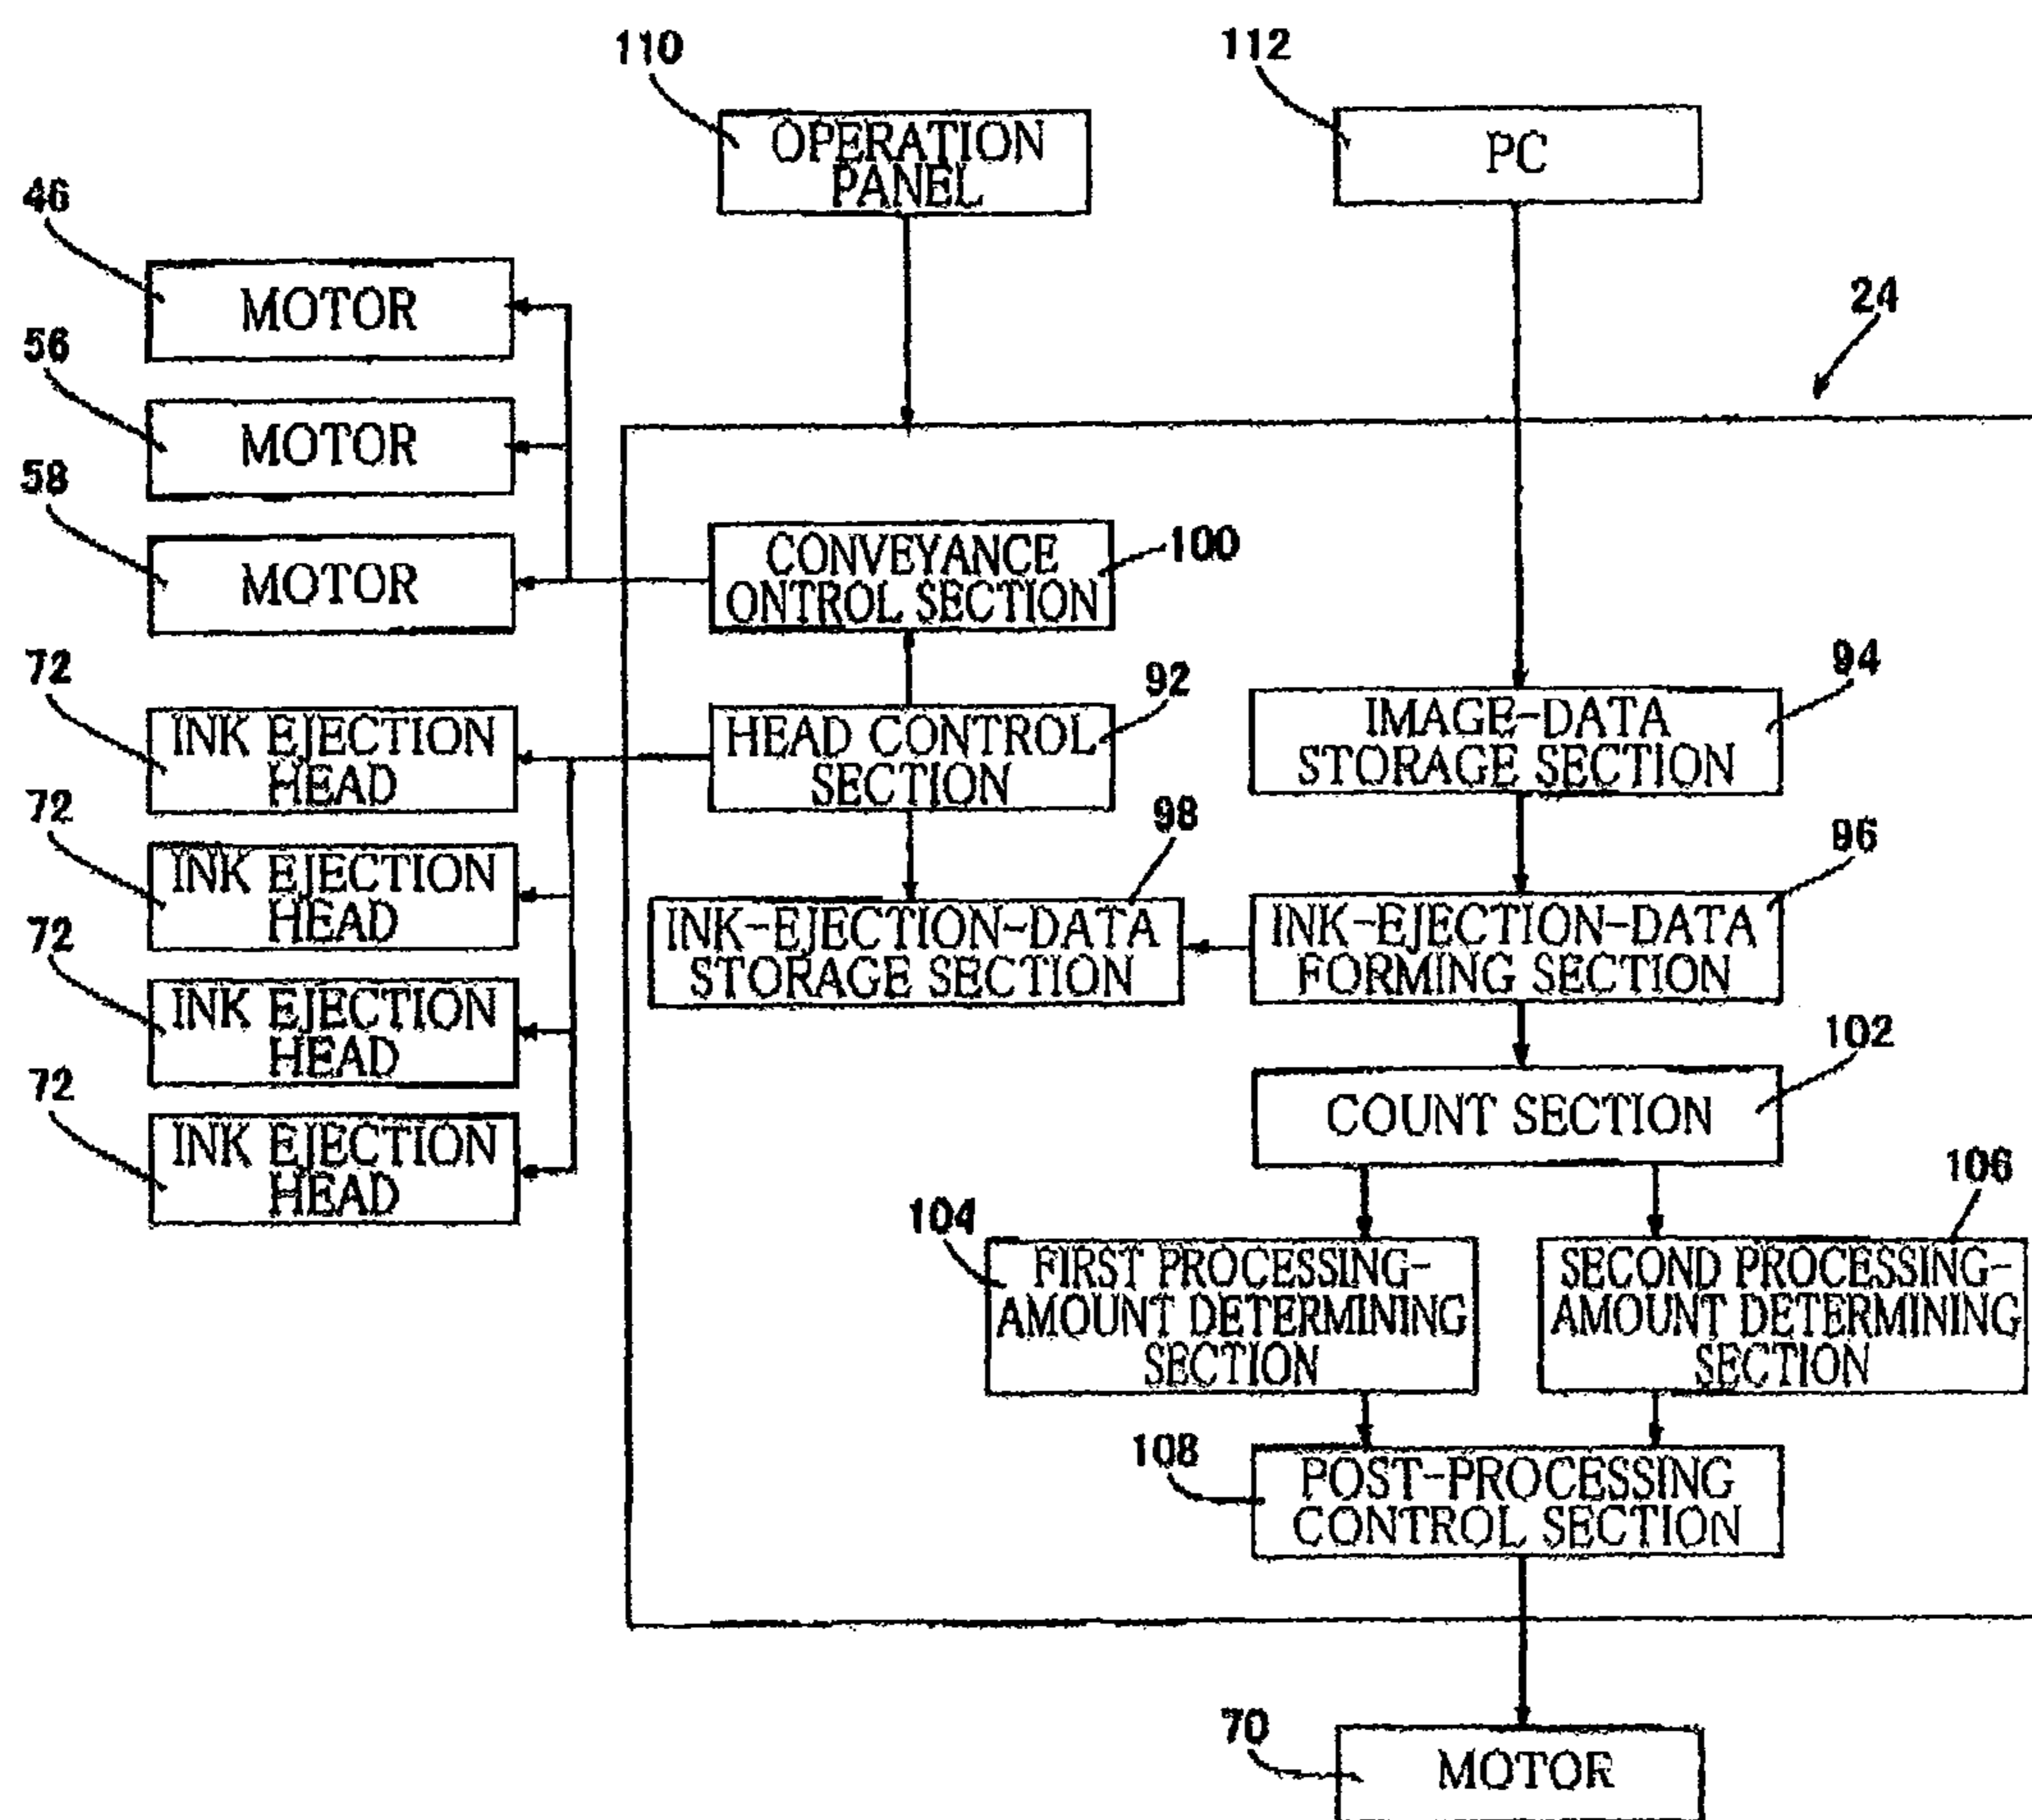 110
OPERATION
PANEL
112
PC
24
46
MOTOR
56
MOTOR
58
MOTOR
CONVEYANCE
ONTROL SECTION
100
72
INK EJECTION
HEAD
HEAD CONTROL
SECTION
92
IMAGE-DATA
STORAGE SECTION
94
72
INK EJECTION
HEAD
98
INK-EJECTION-DATA
STORAGE SECTION
INK-EJECTION-DATA
FORMING SECTION
96
72
INK EJECTION
HEAD
72
INK EJECTION
HEAD
102
COUNT SECTION
104
FIRST PROCESSING-
AMOUNT DETERMINING
SECTION
106
SECOND PROCESSING-
AMOUNT DETERMINING
SECTION
108
POST-PROCESSING
CONTROL SECTION
70
MOTOR